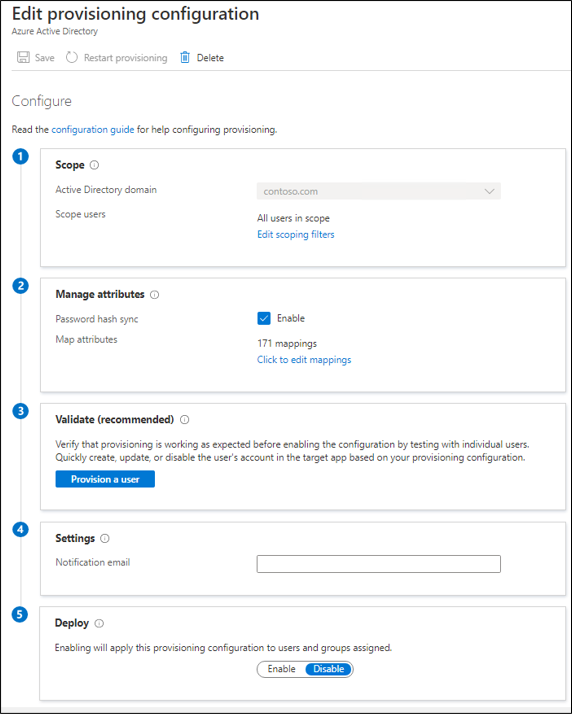 Edit provisioning configuration
Azure Active Directory
Save Restart provisioning Delete
Configure
Read the configuration guide for help configuring provisioning.
1 Scope
Active Directory domain contoso.com
Scope users All users in scope
Edit scoping filters
2 Manage attributes
Password hash sync Enable
Map attributes 171 mappings
Click to edit mappings
3 Validate (recommended)
Verify that provisioning is working as expected before enabling the configuration by testing with individual users.
Quickly create, update, or disable the user's account in the target app based on your provisioning configuration.
Provision a user
4 Settings
Notification email
5 Deploy
Enabling will apply this provisioning configuration to users and groups assigned.
Enable Disable